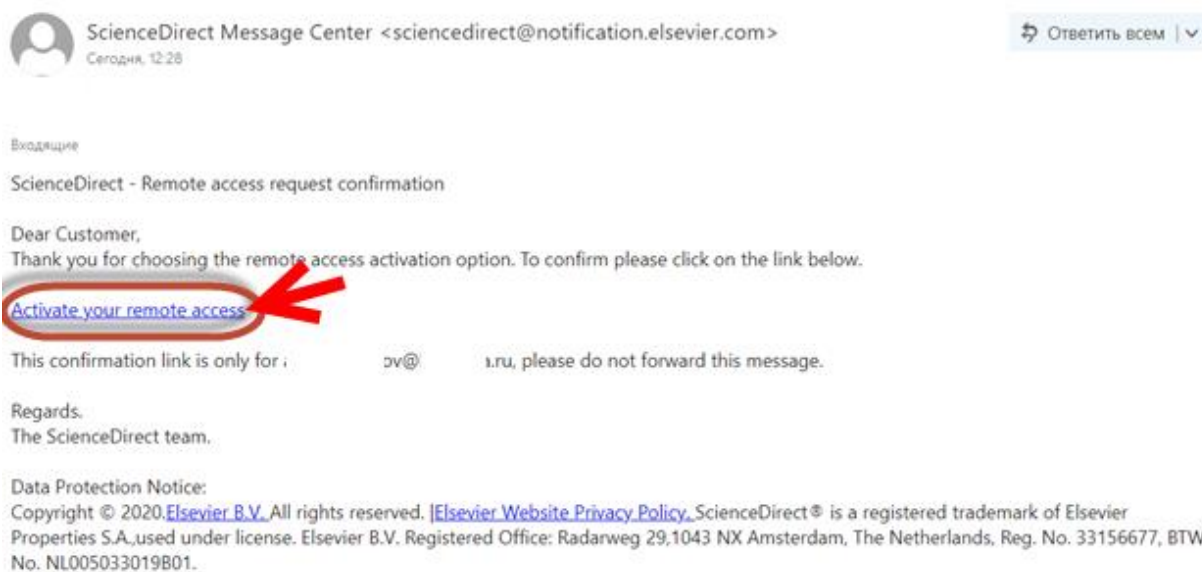 ScienceDirect Message Center <sciencedirect@notification.elsevier.com>
Ответить всем
Сегодня, 12:28
Входящие
ScienceDirect - Remote access request confirmation
Dear Customer,
Thank you for choosing the remote access activation option. To confirm please click on the link below.
Activate your remote access
This confirmation link is only for ov@ .ru, please do not forward this message.
Regards.
The ScienceDirect team.
Data Protection Notice:
Copyright © 2020.Elsevier B.V. All rights reserved. |Elsevier Website Privacy Policy. ScienceDirect® is a registered trademark of Elsevier
Properties S.A.,used under license. Elsevier B.V. Registered Office: Radarweg 29,1043 NX Amsterdam, The Netherlands, Reg. No. 33156677, BTW
No. NL005033019B01.